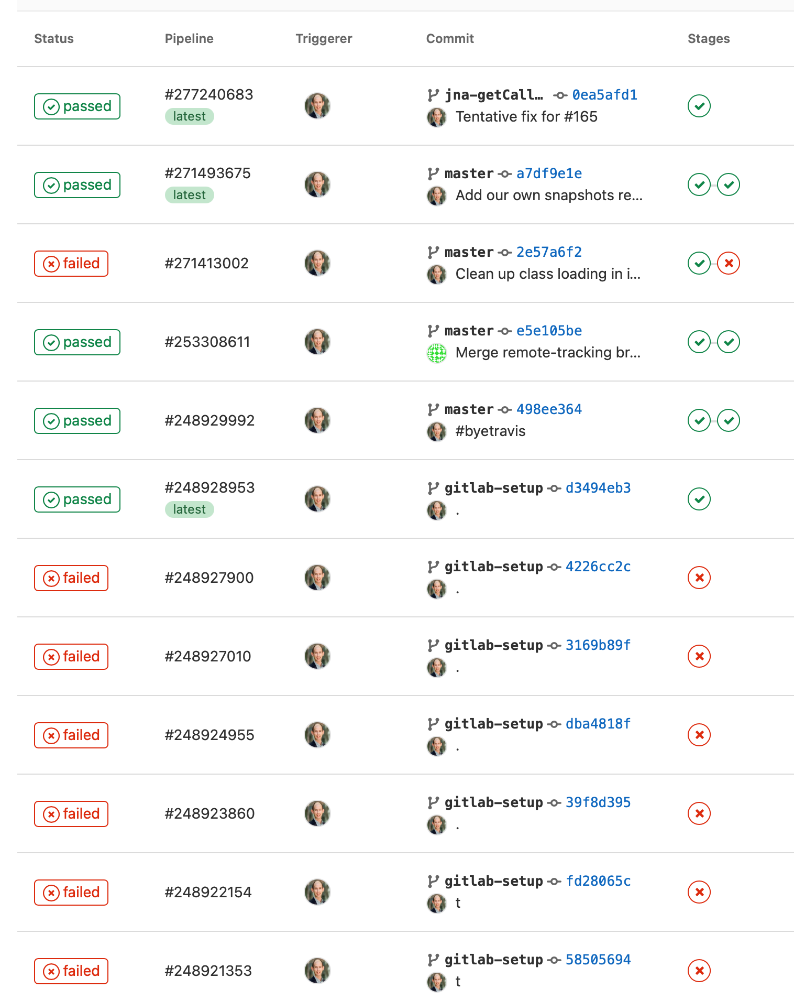 Status Pipeline Triggerer Commit Stages
passed #277240683 jna-getCall… 0ea5afd1
latest Tentative fix for #165
passed #271493675 master a7df9e1e
latest Add our own snapshots re...
failed #271413002 master 2e57a6f2
Clean up class loading in i...
passed #253308611 master e5e105be
Merge remote-tracking br...
passed #248929992 master 498ee364
#byetravis
passed #248928953 gitlab-setup d3494eb3
latest .
failed #248927900 gitlab-setup 4226cc2c
.
failed #248927010 gitlab-setup 3169b89f
.
failed #248924955 gitlab-setup dba4818f
.
failed #248923860 gitlab-setup 39f8d395
.
failed #248922154 gitlab-setup fd28065c
t
failed #248921353 gitlab-setup 58505694
t